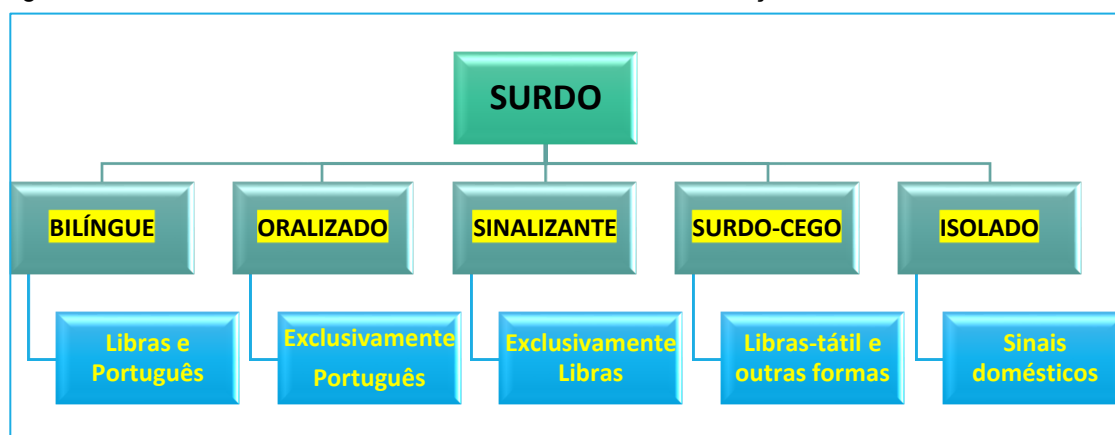 SURDO
BILÍNGUE
ORALIZADO
SINALIZANTE
SURDO-CEGO
ISOLADO
Libras e
Português
Exclusivamente
Português
Exclusivamente
Libras
Libras-tátil e
outras formas
Sinais
domésticos